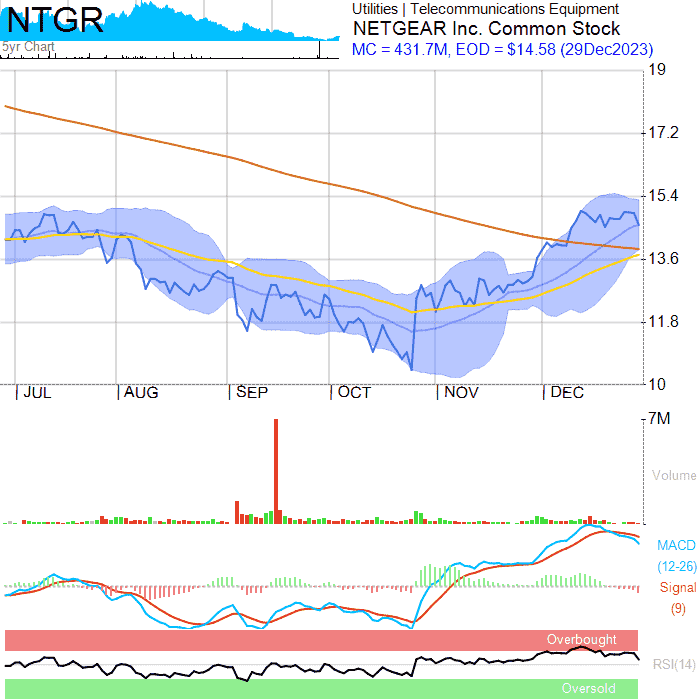 NTGR
5yr Chart
Utilities | Telecommunications Equipment
NETGEAR Inc. Common Stock
MC = 431.7M, EOD = $14.58 (29Dec2023)
19
17.2
15.4
13.6
11.8
10
JUL AUG SEP OCT NOV DEC
7M
Volume
MACD
(12-26)
Signal
(9)
Overbought
RSI(14)
Oversold